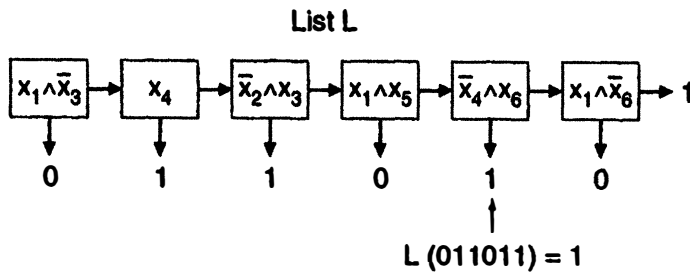 List L
x₁∧x̄₃ x₄ x̄₂∧x₃ x₁∧x₅ x̄₄∧x₆ x₁∧x̄₆ 1
0 1 1 0 1 0
L (011011) = 1